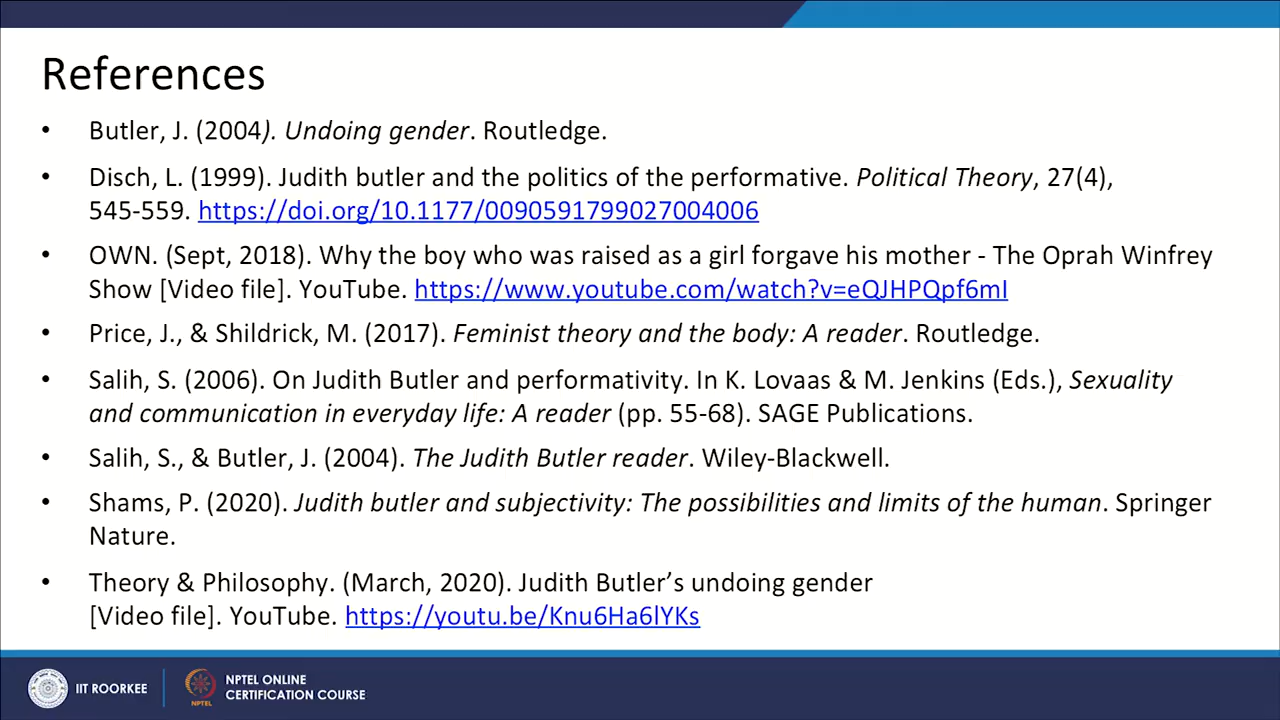 References
• Butler, J. (2004). Undoing gender. Routledge.
• Disch, L. (1999). Judith butler and the politics of the performative. Political Theory, 27(4),
545-559. https://doi.org/10.1177/0090591799027004006
• OWN. (Sept, 2018). Why the boy who was raised as a girl forgave his mother - The Oprah Winfrey
Show [Video file]. YouTube. https://www.youtube.com/watch?v=eQJHPQpf6mI
• Price, J., & Shildrick, M. (2017). Feminist theory and the body: A reader. Routledge.
• Salih, S. (2006). On Judith Butler and performativity. In K. Lovaas & M. Jenkins (Eds.), Sexuality
and communication in everyday life: A reader (pp. 55-68). SAGE Publications.
• Salih, S., & Butler, J. (2004). The Judith Butler reader. Wiley-Blackwell.
• Shams, P. (2020). Judith butler and subjectivity: The possibilities and limits of the human. Springer
Nature.
• Theory & Philosophy. (March, 2020). Judith Butler’s undoing gender
[Video file]. YouTube. https://youtu.be/Knu6Ha6lYKs
IIT ROORKEE
NPTEL
NPTEL ONLINE
CERTIFICATION COURSE